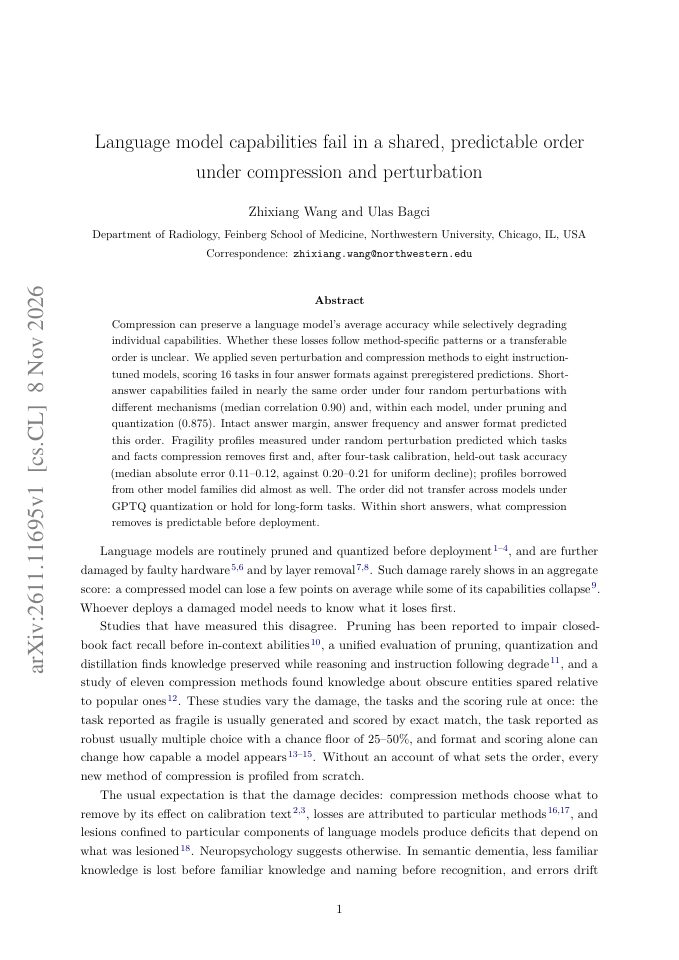 Language model capabilities fail in a shared, predictable order
under compression and perturbation
Zhixiang Wang and Ulas Bagci
Department of Radiology, Feinberg School of Medicine, Northwestern University, Chicago, IL, USA
Correspondence: zhixiang.wang@northwestern.edu
Abstract
Compression can preserve a language model's average accuracy while selectively degrading
individual capabilities. Whether these losses follow method-specific patterns or a transferable
order is unclear. We applied seven perturbation and compression methods to eight instruction-
tuned models, scoring 16 tasks in four answer formats against preregistered predictions. Short-
answer capabilities failed in nearly the same order under four random perturbations with
different mechanisms (median correlation 0.90) and, within each model, under pruning and
quantization (0.875). Intact answer margin, answer frequency and answer format predicted
this order. Fragility profiles measured under random perturbation predicted which tasks
and facts compression removes first and, after four-task calibration, held-out task accuracy
(median absolute error 0.11–0.12, against 0.20–0.21 for uniform decline); profiles borrowed
from other model families did almost as well. The order did not transfer across models under
GPTQ quantization or hold for long-form tasks. Within short answers, what compression
removes is predictable before deployment.
Language models are routinely pruned and quantized before deployment1–4, and are further
damaged by faulty hardware5,6 and by layer removal7,8. Such damage rarely shows in an aggregate
score: a compressed model can lose a few points on average while some of its capabilities collapse9.
Whoever deploys a damaged model needs to know what it loses first.
Studies that have measured this disagree. Pruning has been reported to impair closed-
book fact recall before in-context abilities10, a unified evaluation of pruning, quantization and
distillation finds knowledge preserved while reasoning and instruction following degrade11, and a
study of eleven compression methods found knowledge about obscure entities spared relative
to popular ones12. These studies vary the damage, the tasks and the scoring rule at once: the
task reported as fragile is usually generated and scored by exact match, the task reported as
robust usually multiple choice with a chance floor of 25–50%, and format and scoring alone can
change how capable a model appears13–15. Without an account of what sets the order, every
new method of compression is profiled from scratch.
The usual expectation is that the damage decides: compression methods choose what to
remove by its effect on calibration text2,3, losses are attributed to particular methods16,17, and
lesions confined to particular components of language models produce deficits that depend on
what was lesioned18. Neuropsychology suggests otherwise. In semantic dementia, less familiar
knowledge is lost before familiar knowledge and naming before recognition, and errors drift
1
arXiv:2611.11695v1 [cs.CL] 8 Nov 2026